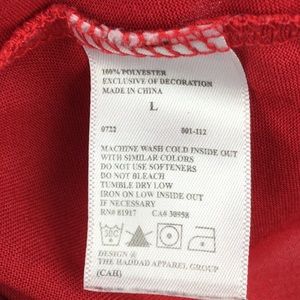 100% POLYESTER
EXCLUSIVE OF DECORATION
MADE IN CHINA
L
0722 001-112
MACHINE WASH COLD INSIDE OUT
WITH SIMILAR COLORS
DO NOT USE SOFTENERS
DO NOT BLEACH
TUMBLE DRY LOW
IRON ON LOW INSIDE OUT
IF NECESSARY
RN# 81917 CA# 30958
DESIGN ®
THE HADDAD APPAREL GROUP
(CAH)